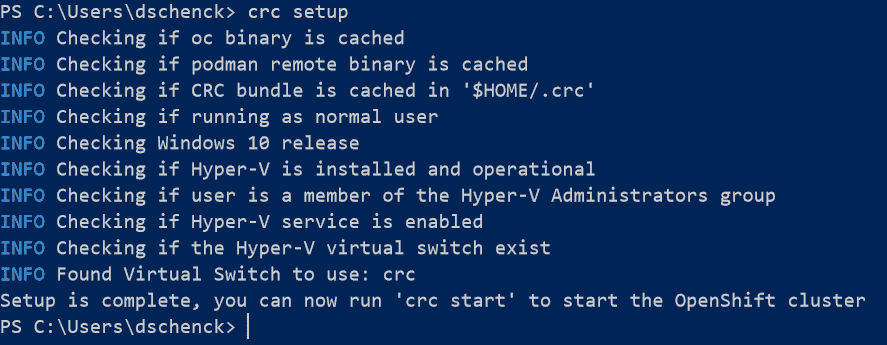 PS C:\Users\dschenck> crc setup
INFO Checking if oc binary is cached
INFO Checking if podman remote binary is cached
INFO Checking if CRC bundle is cached in '$HOME/.crc'
INFO Checking if running as normal user
INFO Checking Windows 10 release
INFO Checking if Hyper-V is installed and operational
INFO Checking if user is a member of the Hyper-V Administrators group
INFO Checking if Hyper-V service is enabled
INFO Checking if the Hyper-V virtual switch exist
INFO Found Virtual Switch to use: crc
Setup is complete, you can now run 'crc start' to start the OpenShift cluster
PS C:\Users\dschenck>